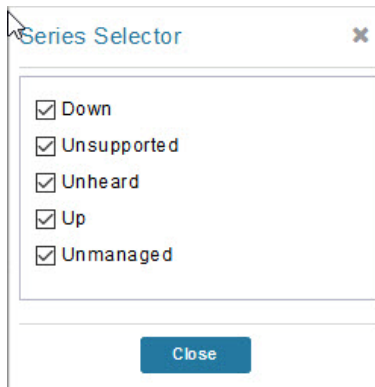 Series Selector
Down
Unsupported
Unheard
Up
Unmanaged
Close